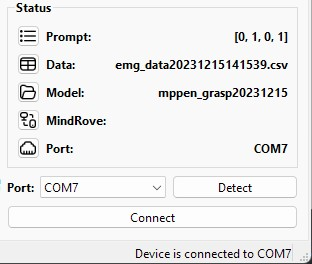 Status
Prompt: [0, 1, 0, 1]
Data: emg_data20231215141539.csv
Model: mppen_grasp20231215
MindRove:
Port: COM7
Port: COM7 Detect
Connect
Device is connected to COM7